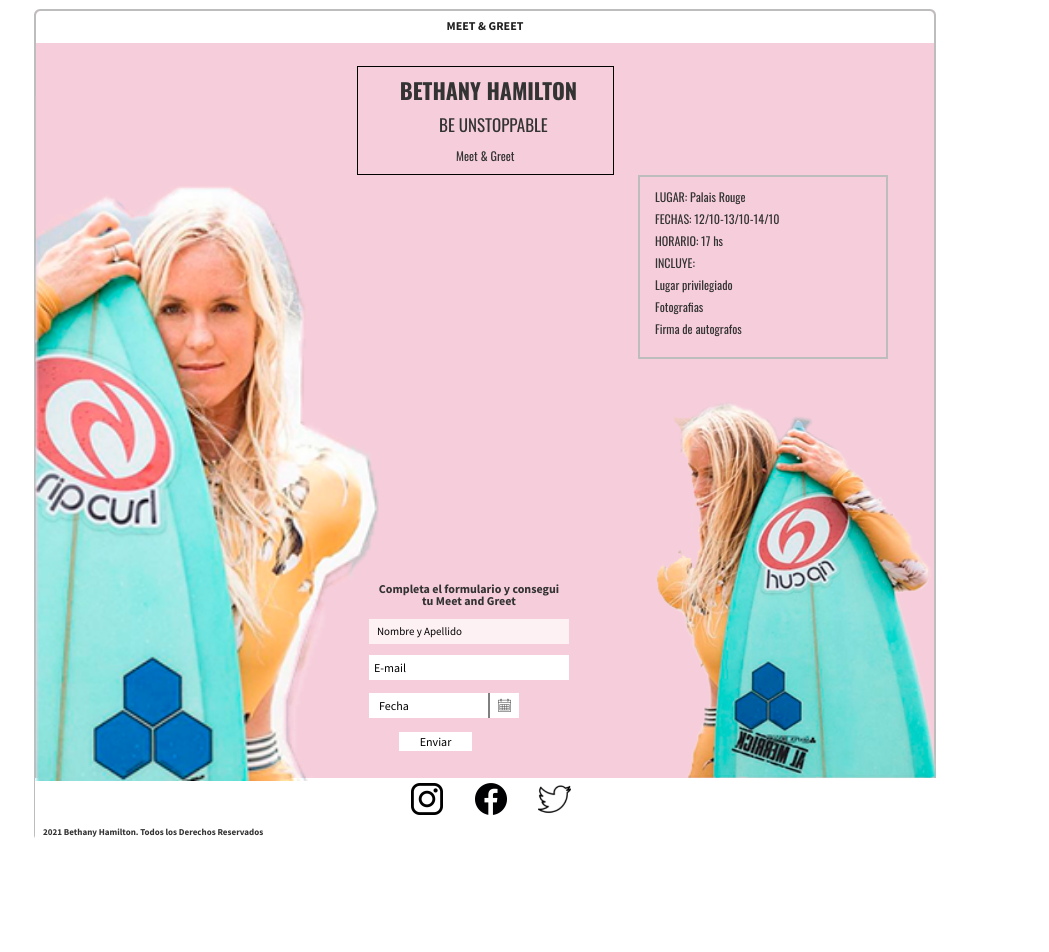 MEET & GREET
BETHANY HAMILTON
BE UNSTOPPABLE
Meet & Greet
LUGAR: Palais Rouge
FECHAS: 12/10-13/10-14/10
HORARIO: 17 hs
INCLUYE:
Lugar privilegiado
Fotografias
Firma de autografos
rip curl
Completa el formulario y consegui
tu Meet and Greet
Nombre y Apellido
E-mail
Fecha
Enviar
AL MERRICK
2021 Bethany Hamilton. Todos los Derechos Reservados